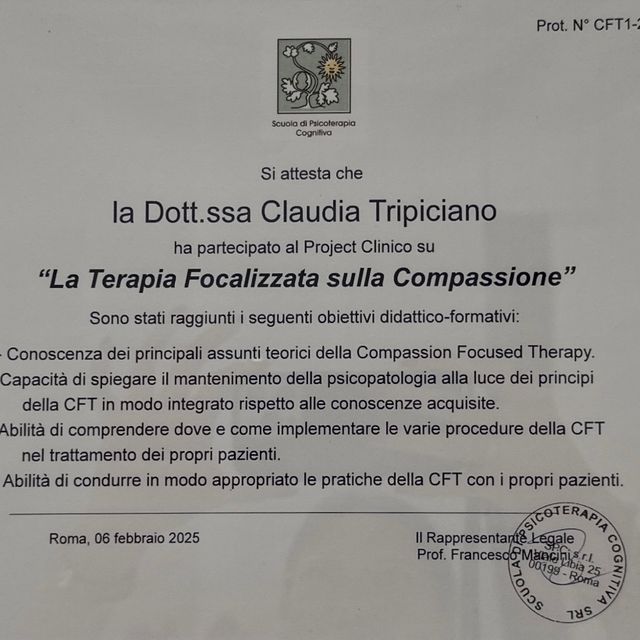 Prot. N° CFT1-2
Scuola di Psicoterapia
Cognitiva
Si attesta che
la Dott.ssa Claudia Tripiciano
ha partecipato al Project Clinico su
“La Terapia Focalizzata sulla Compassione”
Sono stati raggiunti i seguenti obiettivi didattico-formativi:
- Conoscenza dei principali assunti teorici della Compassion Focused Therapy.
Capacità di spiegare il mantenimento della psicopatologia alla luce dei principi
della CFT in modo integrato rispetto alle conoscenze acquisite.
Abilità di comprendere dove e come implementare le varie procedure della CFT
nel trattamento dei propri pazienti.
Abilità di condurre in modo appropriato le pratiche della CFT con i propri pazienti.
Roma, 06 febbraio 2025
Il Rappresentante Legale
Prof. Francesco Mancini
SCUOLA DI PSICOTERAPIA COGNITIVA SRL
SPC s.r.l.
Libia 25
00199 - Roma